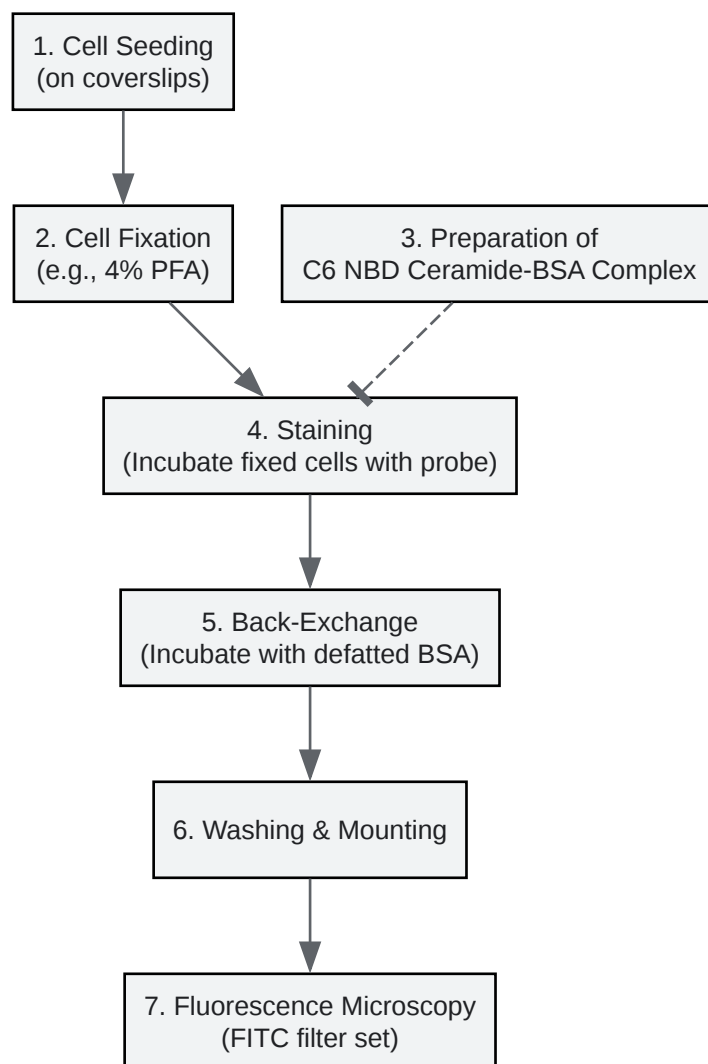 1. Cell Seeding
(on coverslips)
2. Cell Fixation
(e.g., 4% PFA)
3. Preparation of
C6 NBD Ceramide-BSA Complex
4. Staining
(Incubate fixed cells with probe)
5. Back-Exchange
(Incubate with defatted BSA)
6. Washing & Mounting
7. Fluorescence Microscopy
(FITC filter set)